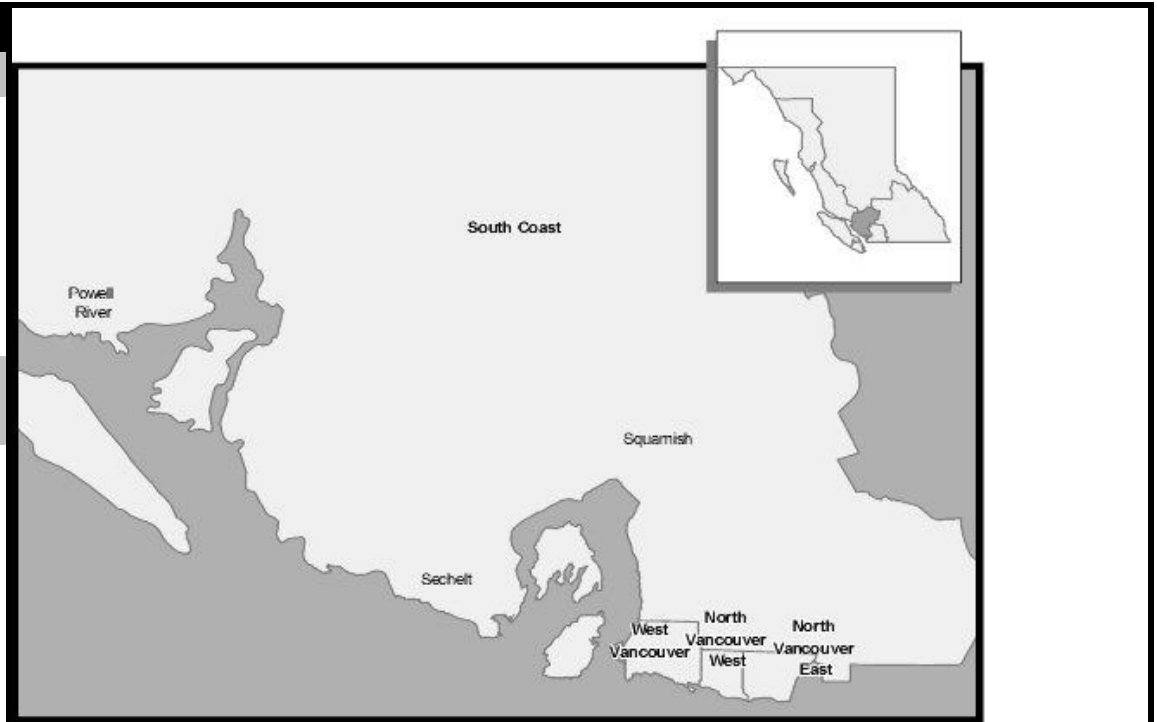 South Coast
Powell
River
Squamish
Sechelt
West
Vancouver
North
Vancouver
West
North
Vancouver
East